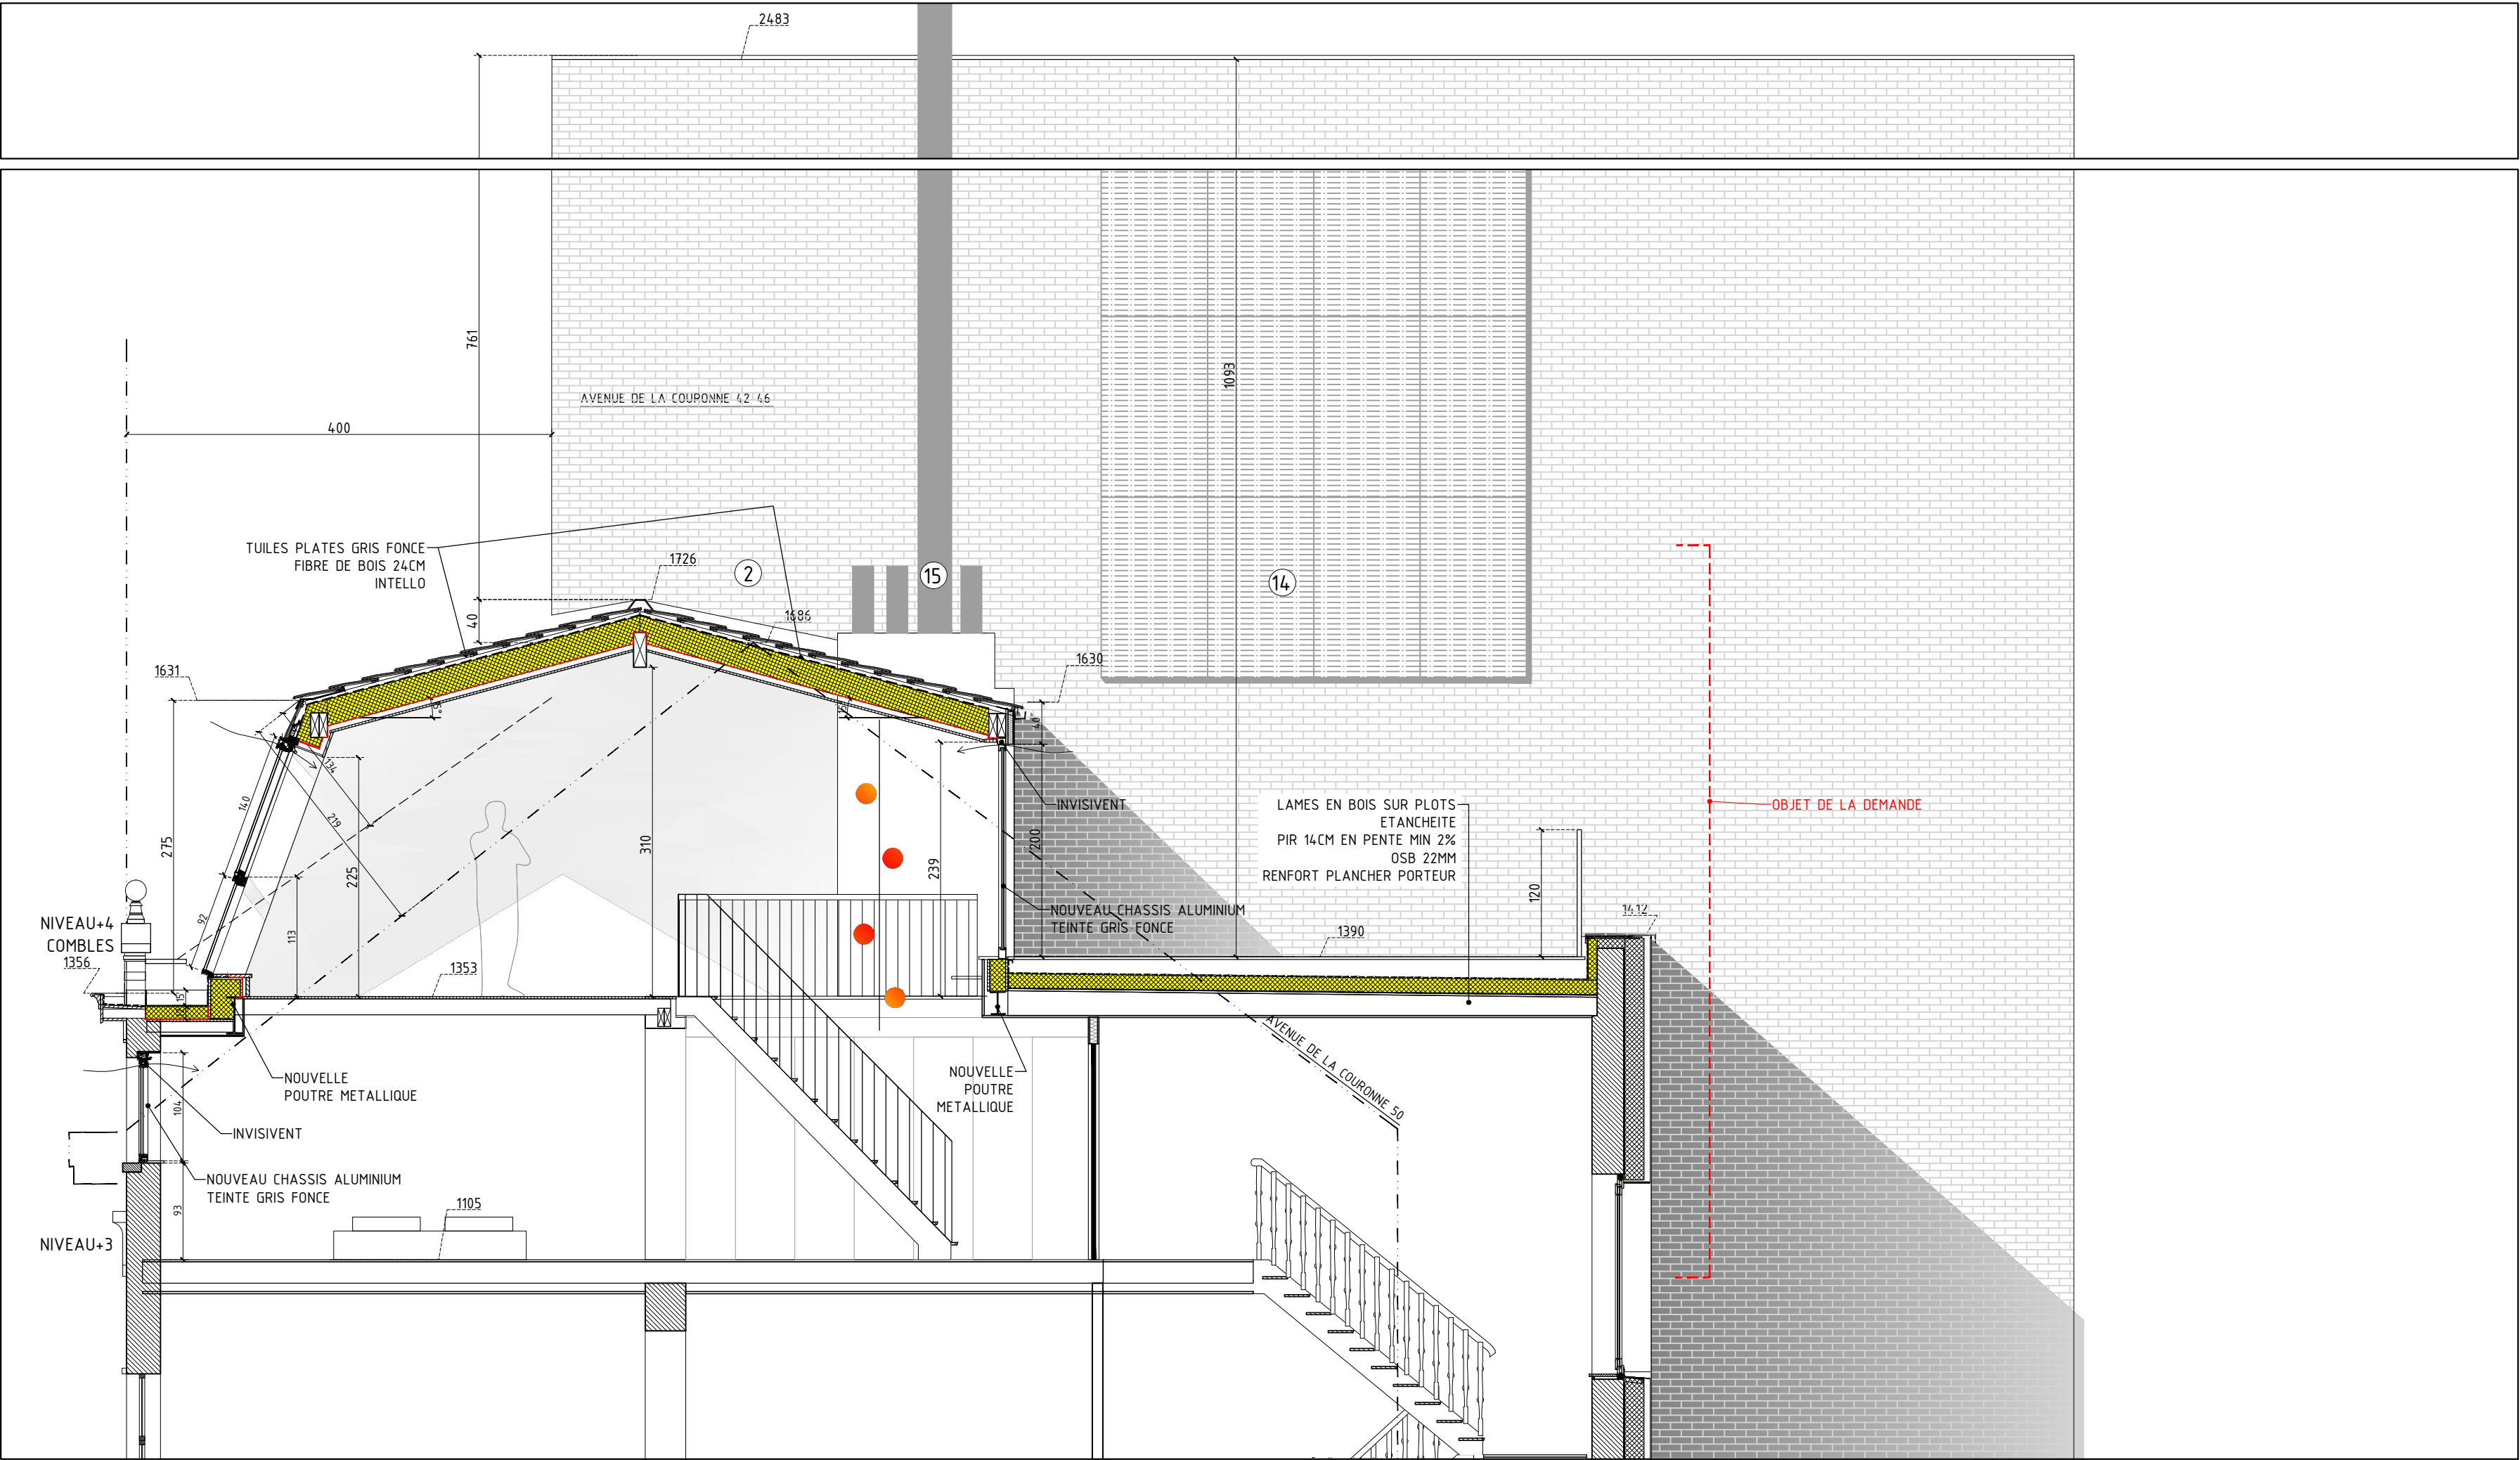 2483
761
1093
AVENUE DE LA COURONNE 42 46
400
TUILES PLATES GRIS FONCE
FIBRE DE BOIS 24CM
INTELLO
1726
2
15
14
40
1686
1631
1630
40
134
140
219
275
225
310
239
200
INVISIVENT
LAMES EN BOIS SUR PLOTS
ETANCHEITE
PIR 14CM EN PENTE MIN 2%
OSB 22MM
RENFORT PLANCHER PORTEUR
OBJET DE LA DEMANDE
120
92
113
NOUVEAU CHASSIS ALUMINIUM
TEINTE GRIS FONCE
1412
1390
NIVEAU+4
COMBLES
1356
1353
15
AVENUE DE LA COURONNE 50
NOUVELLE
POUTRE METALLIQUE
NOUVELLE
POUTRE
METALLIQUE
104
INVISIVENT
NOUVEAU CHASSIS ALUMINIUM
TEINTE GRIS FONCE
93
1105
NIVEAU+3